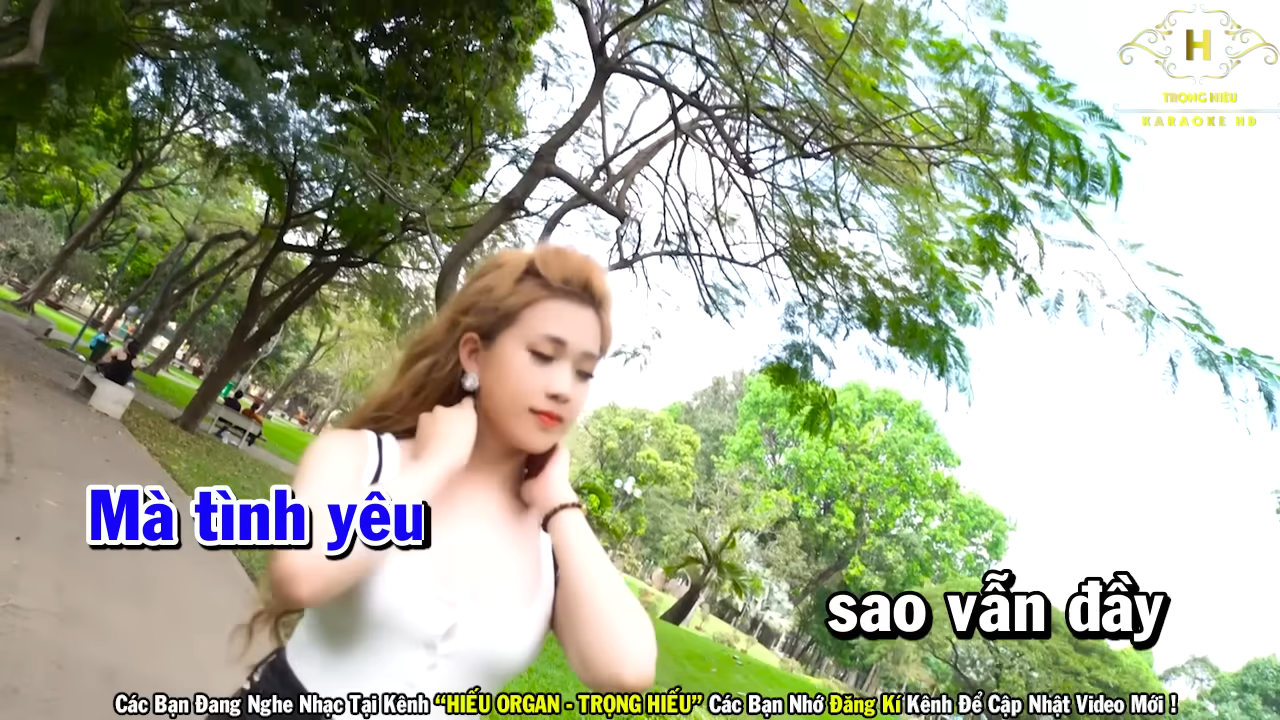 H
TRỌNG HIẾU
KARAOKE HD
Mà tình yêu
sao vẫn đầy
Các Bạn Đang Nghe Nhạc Tại Kênh “HIẾU ORGAN - TRỌNG HIẾU” Các Bạn Nhớ Đăng Kí Kênh Để Cập Nhật Video Mới !